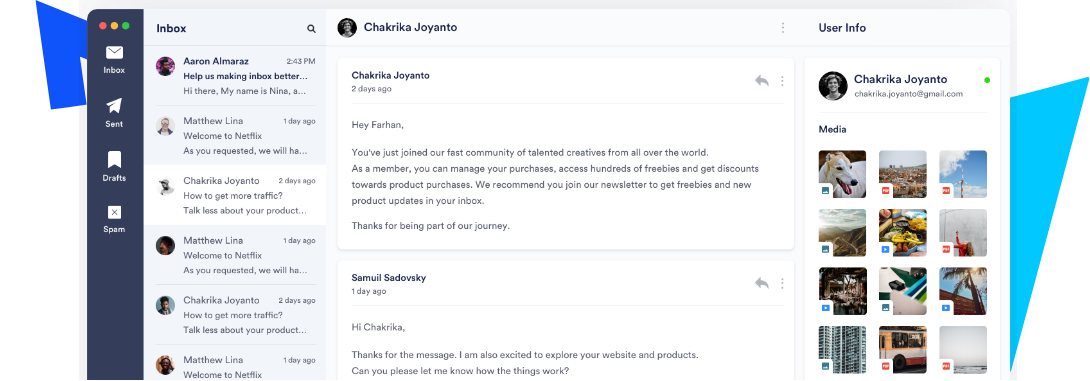 Inbox
Sent
Drafts
Spam
Inbox
Aaron Almaraz 2:43 PM
Help us making inbox better...
Hi there, My name is Nina, a...
Matthew Lina 1 day ago
Welcome to Netflix
As you requested, we will ha...
Chakrika Joyanto 2 days ago
How to get more traffic?
Talk less about your product...
Matthew Lina 1 day ago
Welcome to Netflix
As you requested, we will ha...
Chakrika Joyanto 2 days ago
How to get more traffic?
Talk less about your product...
Matthew Lina 1 day ago
Welcome to Netflix
Chakrika Joyanto
Chakrika Joyanto
2 days ago
Hey Farhan,
You've just joined our fast community of talented creatives from all over the world.
As a member, you can manage your purchases, access hundreds of freebies and get discounts
towards product purchases. We recommend you join our newsletter to get freebies and new
product updates in your inbox.
Thanks for being part of our journey.
Samuil Sadovsky
1 day ago
Hi Chakrika,
Thanks for the message. I am also excited to explore your website and products.
Can you please let me know how the things work?
User Info
Chakrika Joyanto
chakrika.joyanto@gmail.com
Media